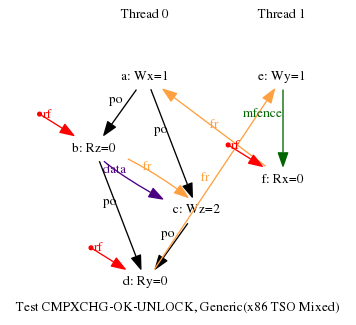 Thread 0 Thread 1
a: Wx=1 e: Wy=1
po
rf mfence
po fr
b: Rz=0 rf
data fr f: Rx=0
fr
po c: Wz=2
po
rf
d: Ry=0
Test CMPXCHG-OK-UNLOCK, Generic(x86 TSO Mixed)